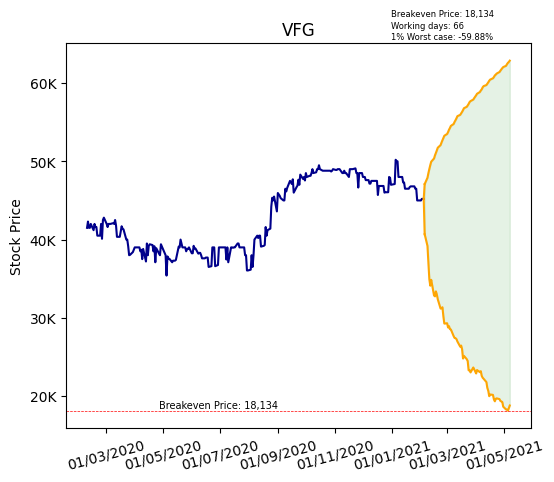 Breakeven Price: 18,134
Working days: 66
1% Worst case: -59.88%
VFG
Stock Price
60K
50K
40K
30K
20K
Breakeven Price: 18,134
01/03/2020 01/05/2020 01/07/2020 01/09/2020 01/11/2020 01/01/2021 01/03/2021 01/05/2021